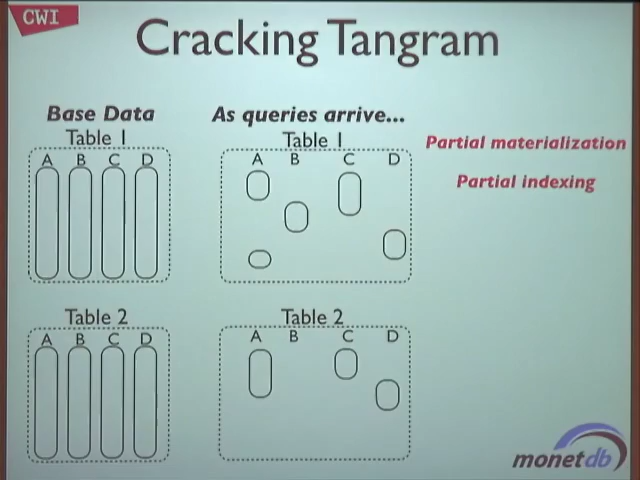 CWI
Cracking Tangram
Base Data
As queries arrive...
Table 1
Table 1
Partial materialization
A B C D
A B C D
Partial indexing
Table 2
Table 2
A B C D
A B C D
monetdb